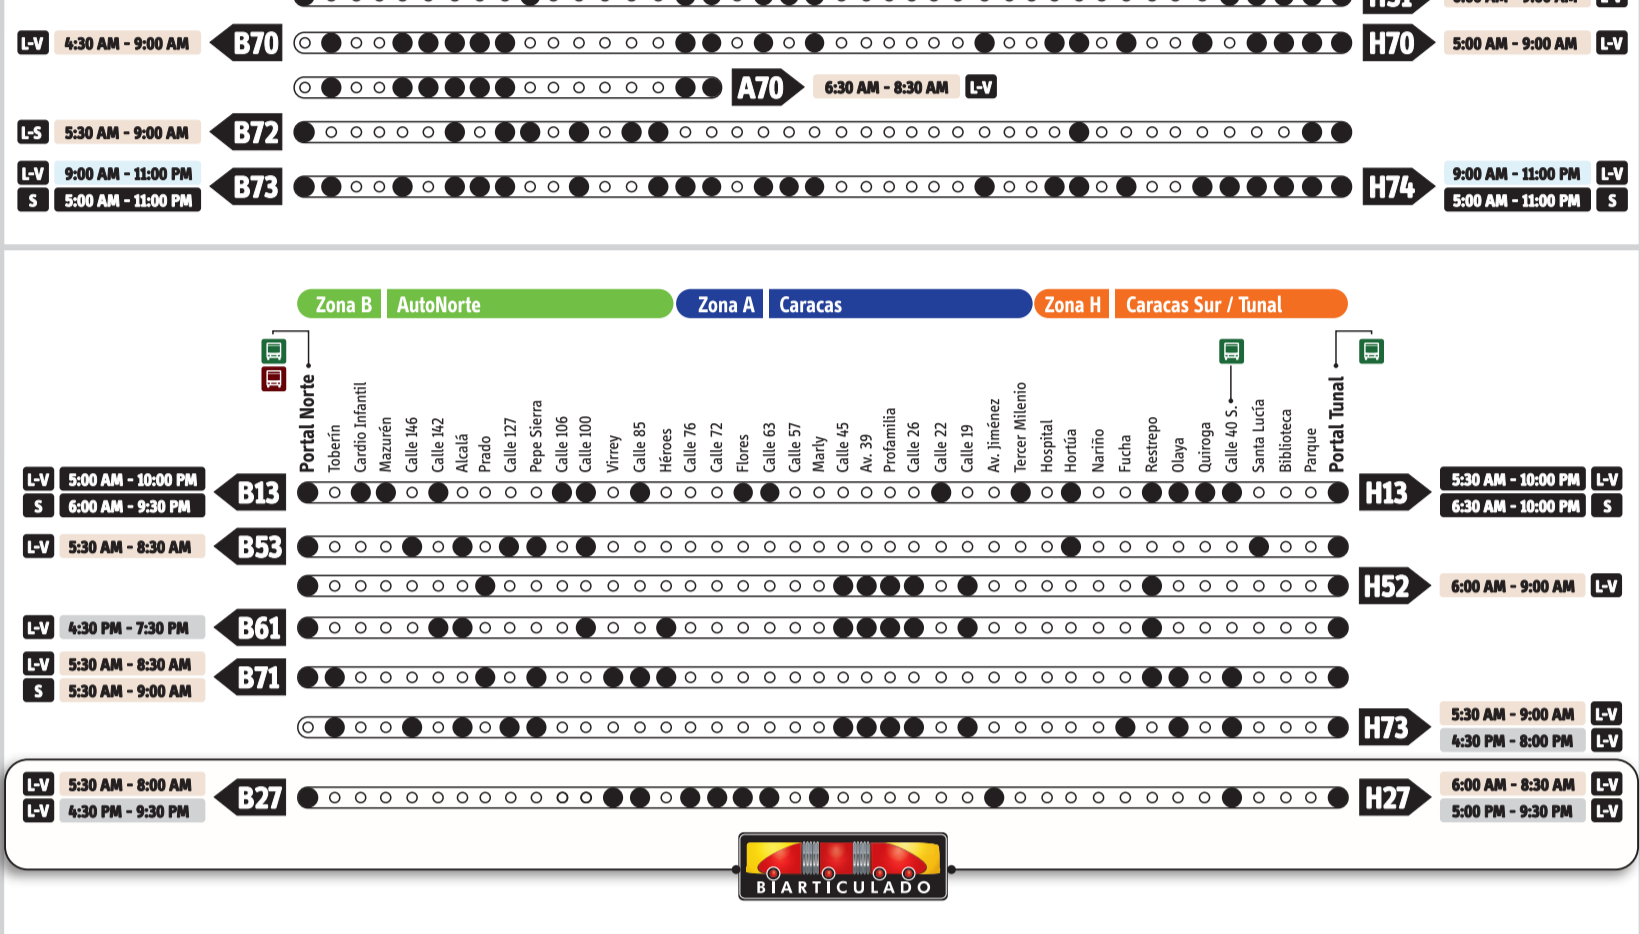 H51
L-V 4:30 AM - 9:00 AM B70 H70 5:00 AM - 9:00 AM L-V
A70 6:30 AM - 8:30 AM L-V
L-S 5:30 AM - 9:00 AM B72
L-V 9:00 AM - 11:00 PM
S 5:00 AM - 11:00 PM
B73 H74
9:00 AM - 11:00 PM L-V
5:00 AM - 11:00 PM S
Zona B AutoNorte Zona A Caracas Zona H Caracas Sur / Tunal
Portal Norte
Toberín
Cardio Infantil
Mazurén
Calle 146
Calle 142
Alcalá
Prado
Calle 127
Pepe Sierra
Calle 106
Calle 100
Virrey
Calle 85
Héroes
Calle 76
Calle 72
Flores
Calle 63
Calle 57
Marly
Calle 45
Av. 39
Profamilia
Calle 26
Calle 22
Calle 19
Av. Jiménez
Tercer Milenio
Hospital
Hortúa
Nariño
Fucha
Restrepo
Olaya
Quiroga
Calle 40 S.
Santa Lucía
Biblioteca
Parque
Portal Tunal
L-V 5:00 AM - 10:00 PM
S 6:00 AM - 9:30 PM
B13 H13
5:30 AM - 10:00 PM L-V
6:30 AM - 10:00 PM S
L-V 5:30 AM - 8:30 AM B53
H52 6:00 AM - 9:00 AM L-V
L-V 4:30 PM - 7:30 PM B61
L-V 5:30 AM - 8:30 AM
S 5:30 AM - 9:00 AM
B71
H73
5:30 AM - 9:00 AM L-V
4:30 PM - 8:00 PM L-V
L-V 5:30 AM - 8:00 AM
L-V 4:30 PM - 9:30 PM
B27 H27
6:00 AM - 8:30 AM L-V
5:00 PM - 9:30 PM L-V
BIARTICULADO